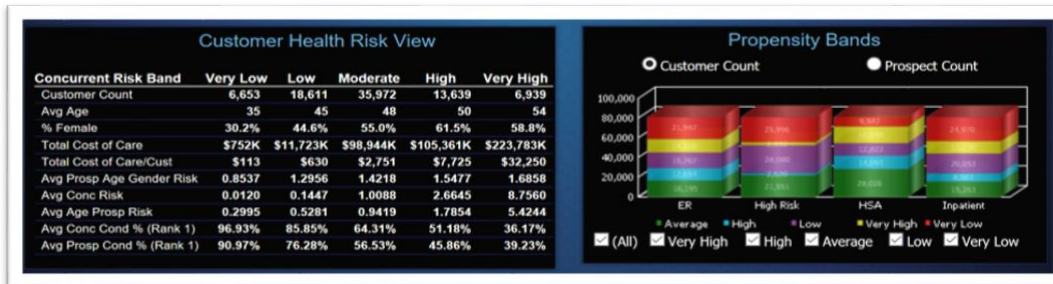 Customer Health Risk View
Concurrent Risk Band Very Low Low Moderate High Very High
Customer Count 6,653 18,611 35,972 13,639 6,939
Avg Age 35 45 48 50 54
% Female 30.2% 44.6% 55.0% 61.5% 58.8%
Total Cost of Care $752K $11,723K $98,944K $105,361K $223,783K
Total Cost of Care/Cust $113 $630 $2,751 $7,725 $32,250
Avg Prosp Age Gender Risk 0.8537 1.2956 1.4218 1.5477 1.6858
Avg Conc Risk 0.0120 0.1447 1.0088 2.6645 8.7560
Avg Age Prosp Risk 0.2995 0.5281 0.9419 1.7854 5.4244
Avg Conc Cond % (Rank 1) 96.93% 85.85% 64.31% 51.18% 36.17%
Avg Prosp Cond % (Rank 1) 90.97% 76.28% 56.53% 45.86% 39.23%
Propensity Bands
Customer Count Prospect Count
100,000
80,000
60,000
40,000
20,000
0
ER High Risk HSA Inpatient
Average High Low Very High Very Low
(All) Very High High Average Low Very Low